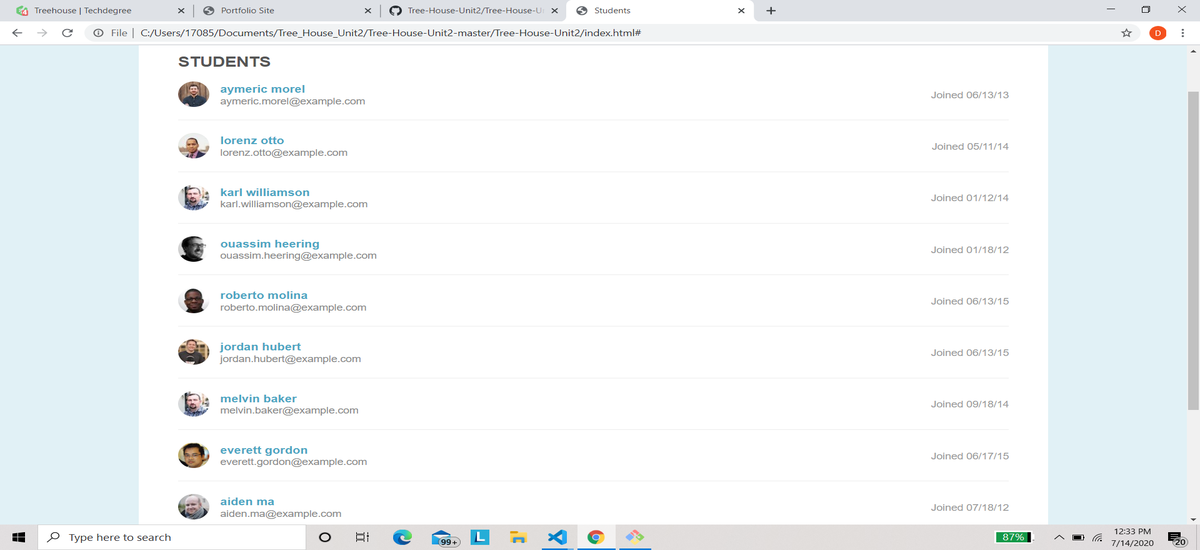 Treehouse | Techdegree
Portfolio Site
Tree-House-Unit2/Tree-House-U
Students
File | C:/Users/17085/Documents/Tree_House_Unit2/Tree-House-Unit2-master/Tree-House-Unit2/index.html#
D
STUDENTS
aymeric morel
aymeric.morel@example.com
Joined 06/13/13
lorenz otto
lorenz.otto@example.com
Joined 05/11/14
karl williamson
karl.williamson@example.com
Joined 01/12/14
ouassim heering
ouassim.heering@example.com
Joined 01/18/12
roberto molina
roberto.molina@example.com
Joined 06/13/15
jordan hubert
jordan.hubert@example.com
Joined 06/13/15
melvin baker
melvin.baker@example.com
Joined 09/18/14
everett gordon
everett.gordon@example.com
Joined 06/17/15
aiden ma
aiden.ma@example.com
Joined 07/18/12
Type here to search
99+
L
87%
12:33 PM
7/14/2020
20